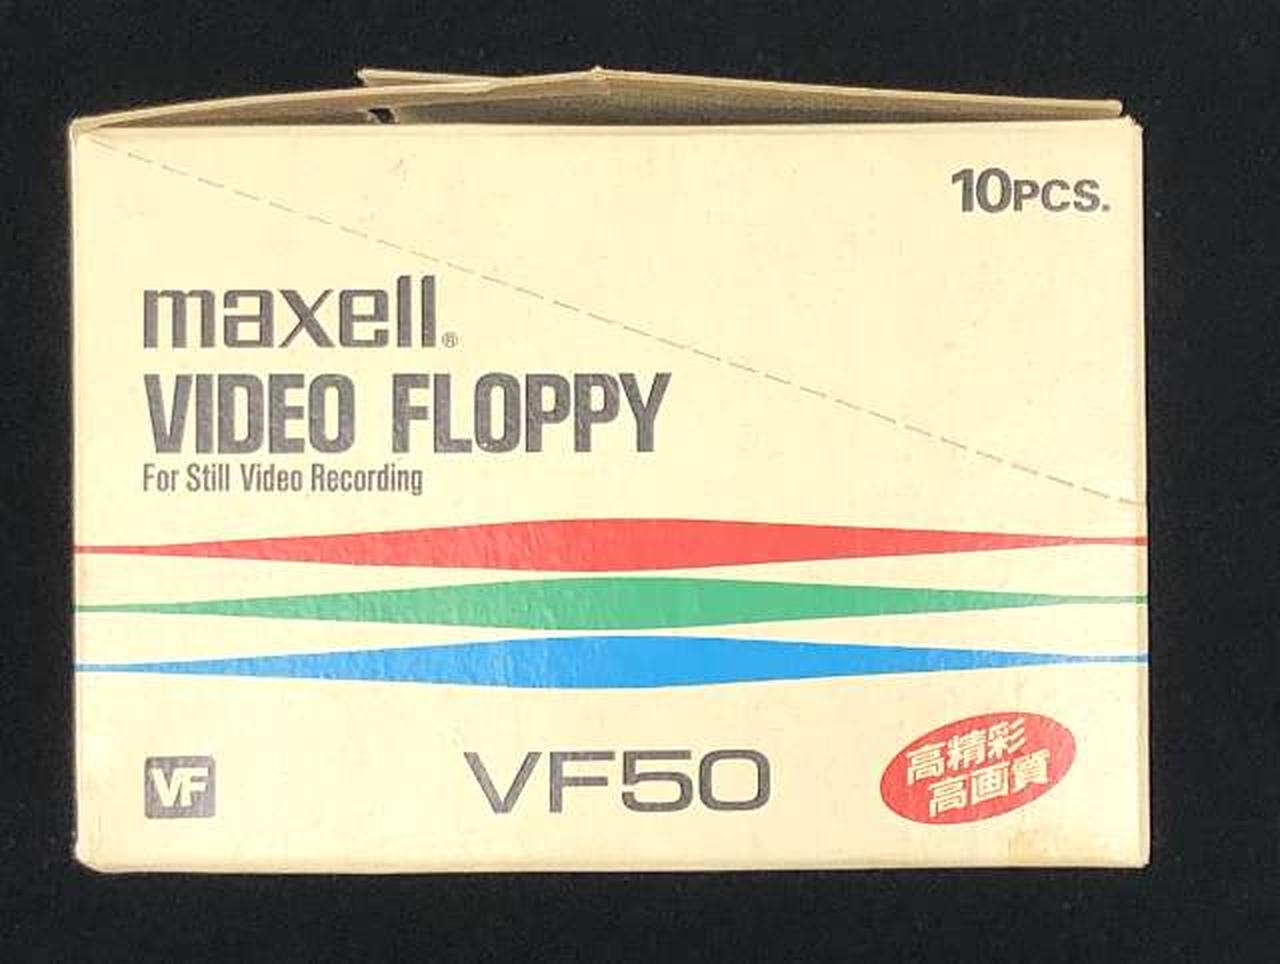 10PCS.
maxell®
VIDEO FLOPPY
For Still Video Recording
VF
VF50
高精彩
高画質